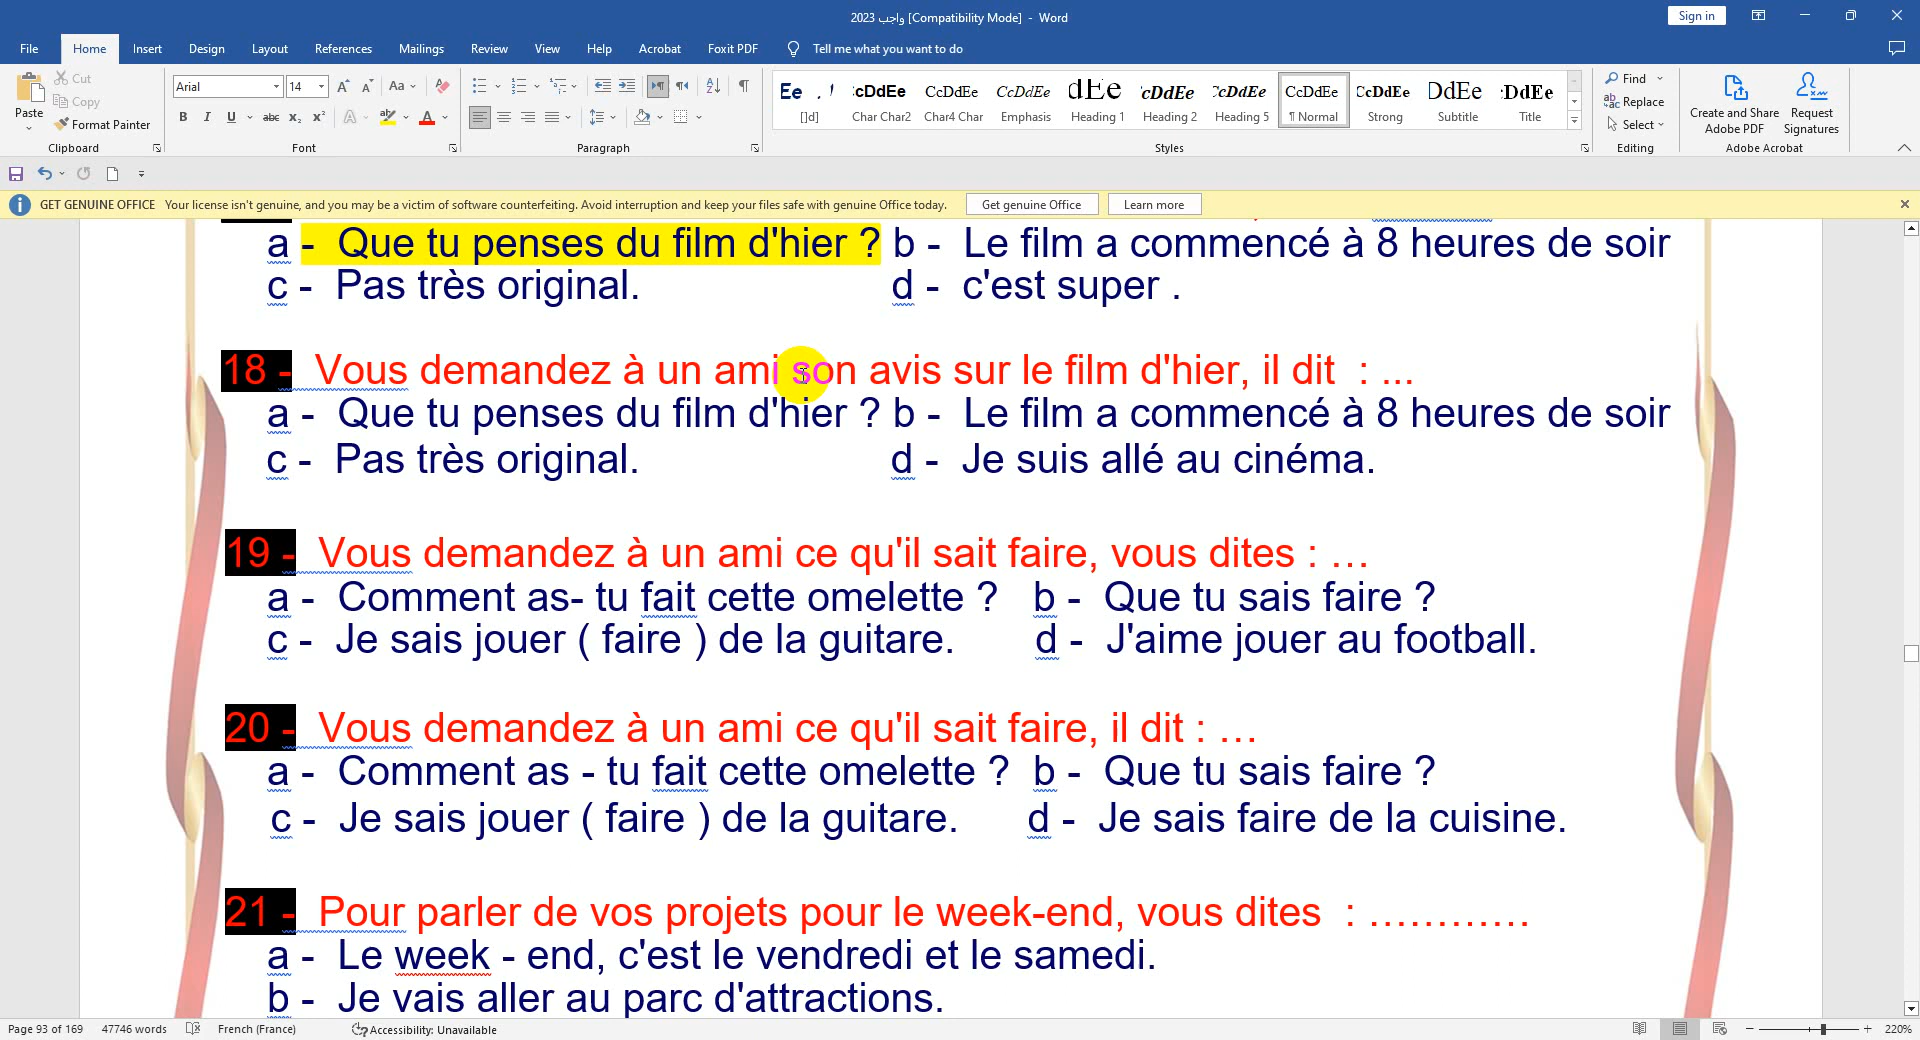 2023 واجب [Compatibility Mode] - Word
Sign in
File Home Insert Design Layout References Mailings Review View Help Acrobat Foxit PDF Tell me what you want to do
Paste
Cut
Copy
Format Painter
Clipboard
Arial 14
Font
Paragraph
[]d] Char Char2 Char4 Char Emphasis Heading 1 Heading 2 Heading 5 ¶ Normal Strong Subtitle Title
Styles
Find
Replace
Select
Editing
Create and Share Adobe PDF
Request Signatures
Adobe Acrobat
GET GENUINE OFFICE Your license isn't genuine, and you may be a victim of software counterfeiting. Avoid interruption and keep your files safe with genuine Office today. Get genuine Office Learn more
a - Que tu penses du film d'hier ? b - Le film a commencé à 8 heures de soir
c - Pas très original. d - c'est super .
18 - Vous demandez à un ami son avis sur le film d'hier, il dit : ...
a - Que tu penses du film d'hier ? b - Le film a commencé à 8 heures de soir
c - Pas très original. d - Je suis allé au cinéma.
19 - Vous demandez à un ami ce qu'il sait faire, vous dites : …
a - Comment as- tu fait cette omelette ? b - Que tu sais faire ?
c - Je sais jouer ( faire ) de la guitare. d - J'aime jouer au football.
20 - Vous demandez à un ami ce qu'il sait faire, il dit : …
a - Comment as - tu fait cette omelette ? b - Que tu sais faire ?
c - Je sais jouer ( faire ) de la guitare. d - Je sais faire de la cuisine.
21 - Pour parler de vos projets pour le week-end, vous dites : …………
a - Le week - end, c'est le vendredi et le samedi.
b - Je vais aller au parc d'attractions.
Page 93 of 169 47746 words French (France) Accessibility: Unavailable 220%